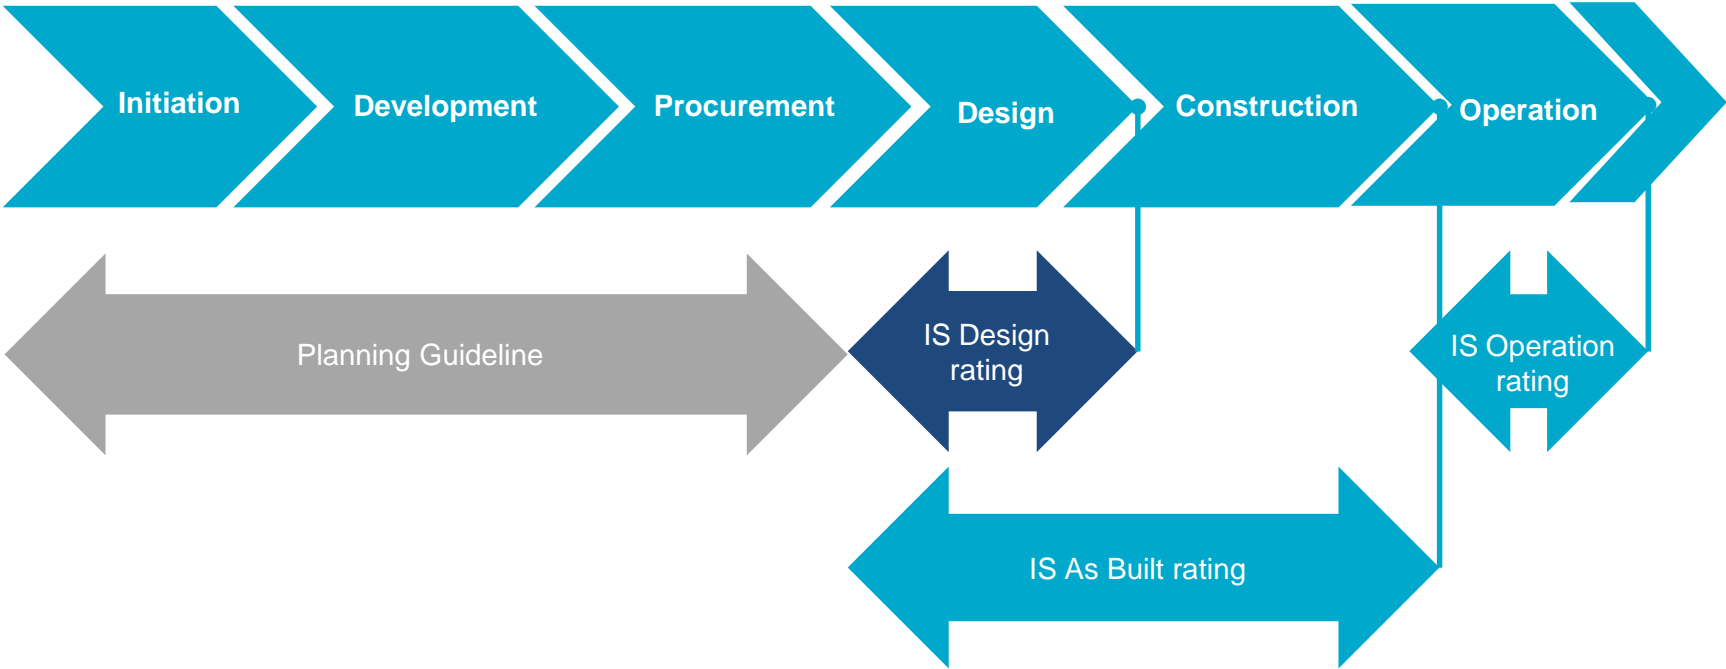 Initiation
Development
Procurement
Design
Construction
Operation
Planning Guideline
IS Design
rating
IS Operation
rating
IS As Built rating